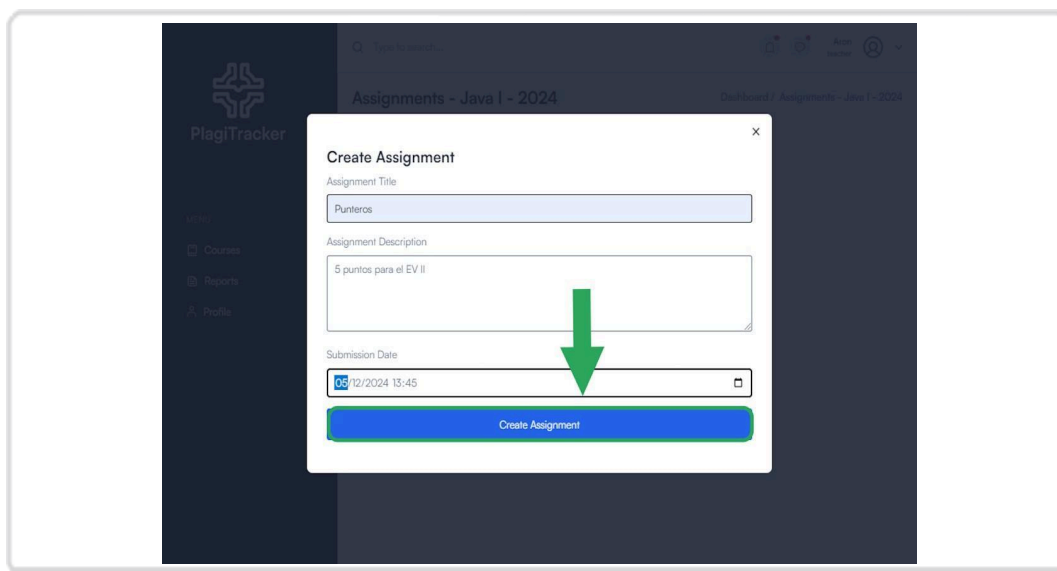 Type to search...
Assignments - Java I - 2024
Dashboard / Assignments - Java I - 2024
PlagiTracker
MENU
Courses
Reports
Profile
X
Create Assignment
Assignment Title
Punteros
Assignment Description
5 puntos para el EV II
Submission Date
05/12/2024 13:45
Create Assignment